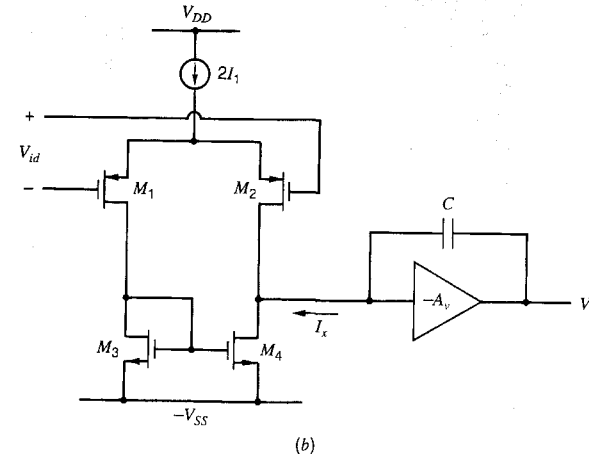 V_DD
2I_1
+
V_id
−
M_1
M_2
C
−A_v
V
I_x
M_3
M_4
−V_SS
(b)